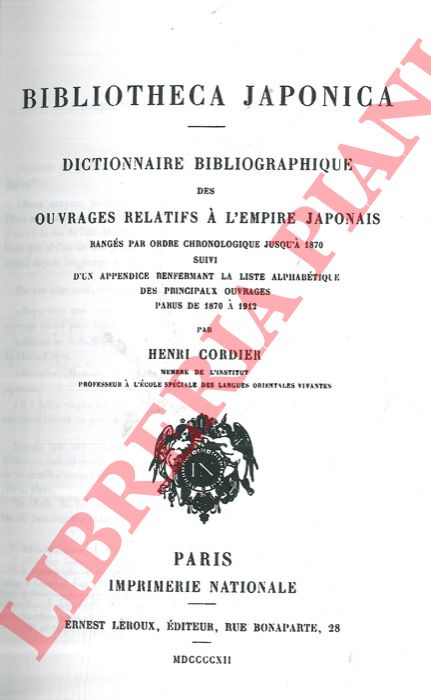 BIBLIOTHECA JAPONICA
DICTIONNAIRE BIBLIOGRAPHIQUE
DES
OUVRAGES RELATIFS À L'EMPIRE JAPONAIS
RANGÉS PAR ORDRE CHRONOLOGIQUE JUSQU'À 1870
SUIVI
D'UN APPENDICE RENFERMANT LA LISTE ALPHABÉTIQUE
DES PRINCIPAUX OUVRAGES
PARUS DE 1870 À 1912
PAR
HENRI CORDIER
MEMBRE DE L'INSTITUT
PROFESSEUR À L'ÉCOLE SPÉCIALE DES LANGUES ORIENTALES VIVANTES
IN
PARIS
IMPRIMERIE NATIONALE
ERNEST LEROUX, ÉDITEUR, RUE BONAPARTE, 28
MDCCCCXII
LIBRERIA PIANI